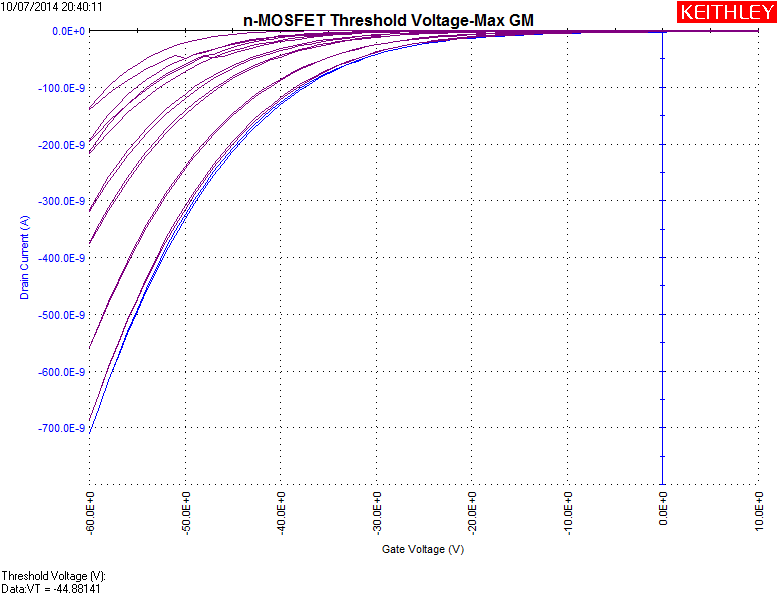 10/07/2014 20:40:11
n-MOSFET Threshold Voltage-Max GM
KEITHLEY
0.0E+0
-100.0E-9
-200.0E-9
-300.0E-9
-400.0E-9
-500.0E-9
-600.0E-9
-700.0E-9
Drain Current (A)
-60.0E+0 -50.0E+0 -40.0E+0 -30.0E+0 -20.0E+0 -10.0E+0 0.0E+0 10.0E+0
Gate Voltage (V)
Threshold Voltage (V):
Data:VT = -44.88141